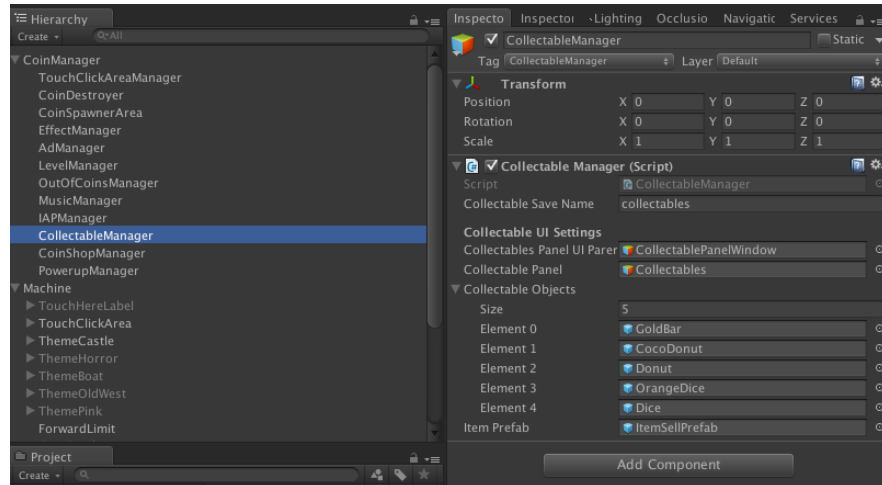 Hierarchy
Create
Q▾All
CoinManager
TouchClickAreaManager
CoinDestroyer
CoinSpawnerArea
EffectManager
AdManager
LevelManager
OutOfCoinsManager
MusicManager
IAPManager
CollectableManager
CoinShopManager
PowerupManager
Machine
TouchHereLabel
TouchClickArea
ThemeCastle
ThemeHorror
ThemeBoat
ThemeOldWest
ThemePink
ForwardLimit
Project
Create
Inspecto Inspector Lighting Occlusio Navigatic Services
CollectableManager Static
Tag CollectableManager Layer Default
Transform
Position X 0 Y 0 Z 0
Rotation X 0 Y 0 Z 0
Scale X 1 Y 1 Z 1
Collectable Manager (Script)
Script CollectableManager
Collectable Save Name collectables
Collectable UI Settings
Collectables Panel UI Parer CollectablePanelWindow
Collectable Panel Collectables
Collectable Objects
Size 5
Element 0 GoldBar
Element 1 CocoDonut
Element 2 Donut
Element 3 OrangeDice
Element 4 Dice
Item Prefab ItemSellPrefab
Add Component